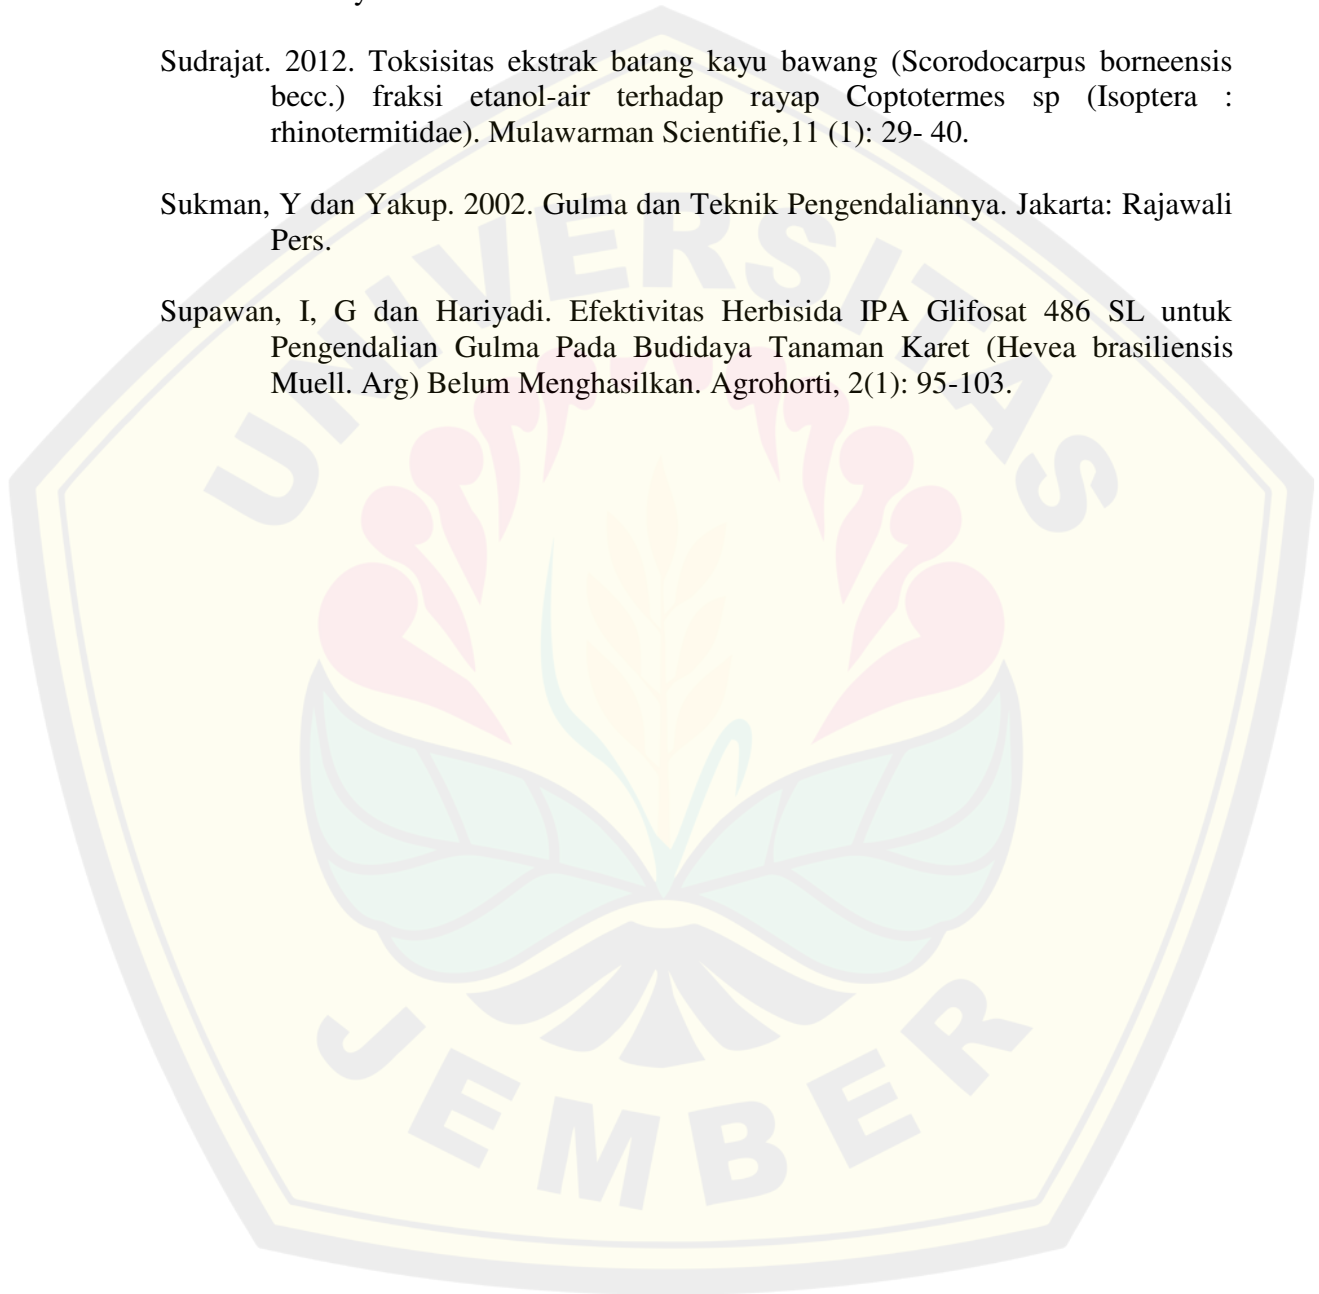 Sudrajat. 2012. Toksisitas ekstrak batang kayu bawang (Scorodocarpus borneensis
becc.) fraksi etanol-air terhadap rayap Coptotermes sp (Isoptera :
rhinotermitidae). Mulawarman Scientifie,11 (1): 29- 40.
Sukman, Y dan Yakup. 2002. Gulma dan Teknik Pengendaliannya. Jakarta: Rajawali
Pers.
Supawan, I, G dan Hariyadi. Efektivitas Herbisida IPA Glifosat 486 SL untuk
Pengendalian Gulma Pada Budidaya Tanaman Karet (Hevea brasiliensis
Muell. Arg) Belum Menghasilkan. Agrohorti, 2(1): 95-103.
UNIVERSITAS
JEMBER